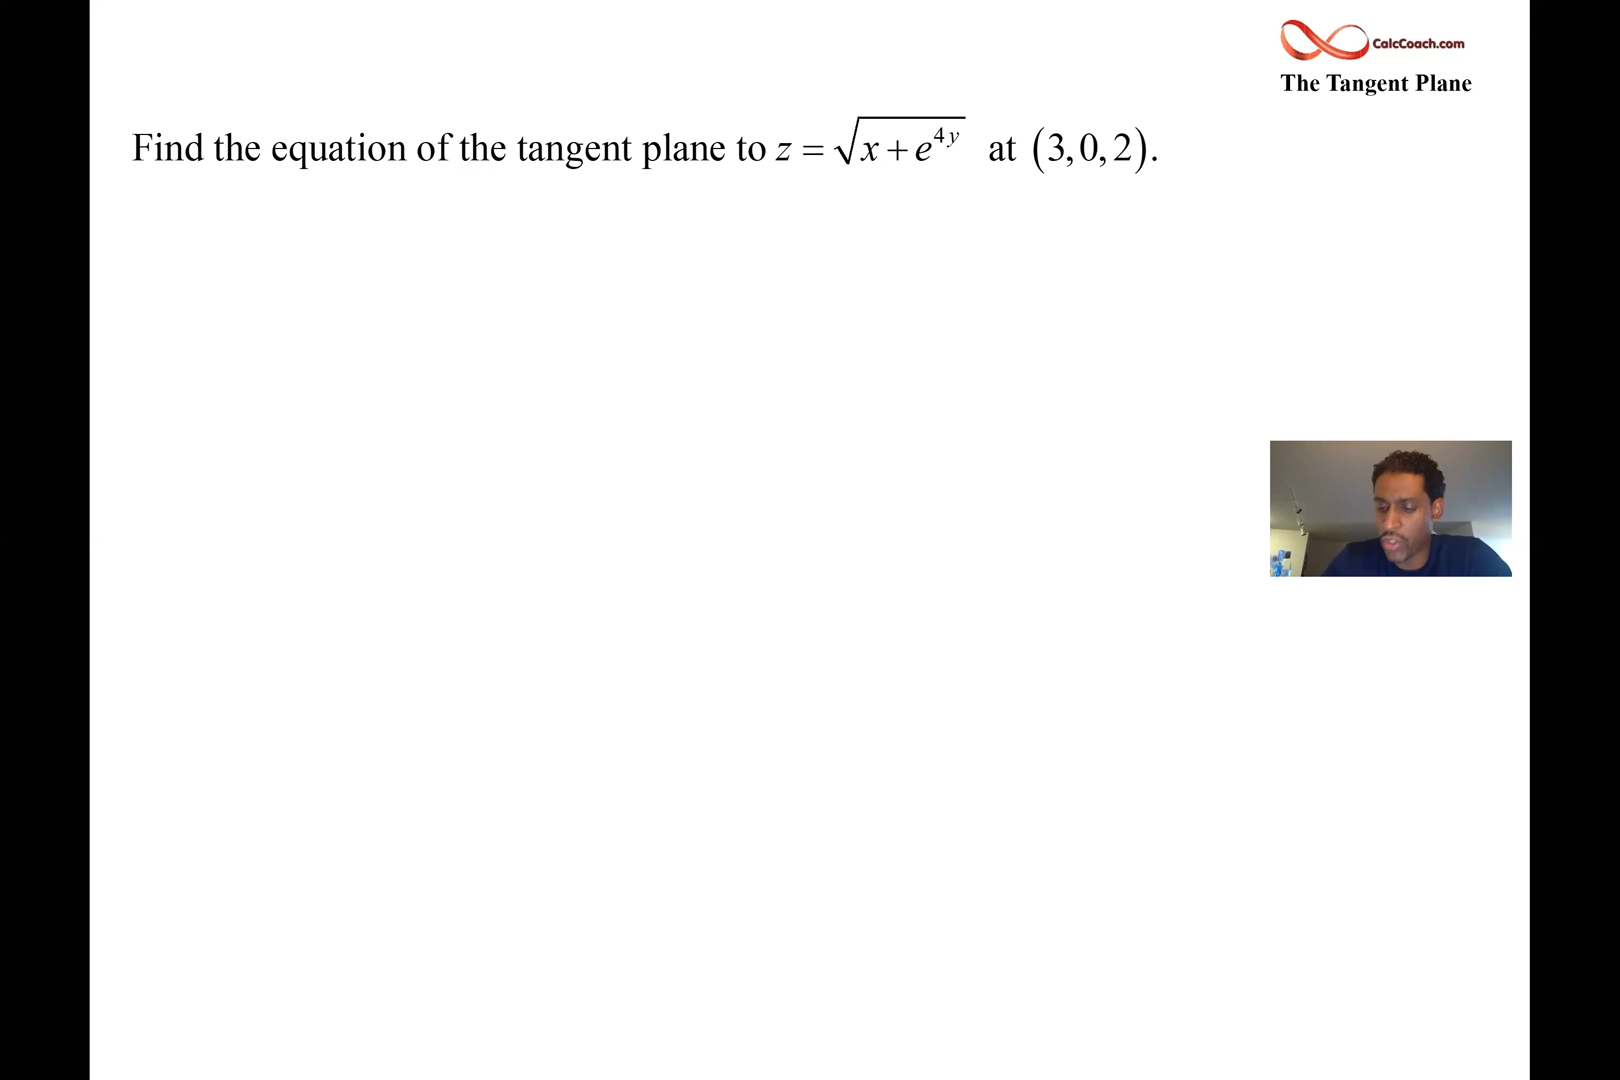 CalcCoach.com
The Tangent Plane
Find the equation of the tangent plane to z = √(x + e^{4y}) at (3,0,2).